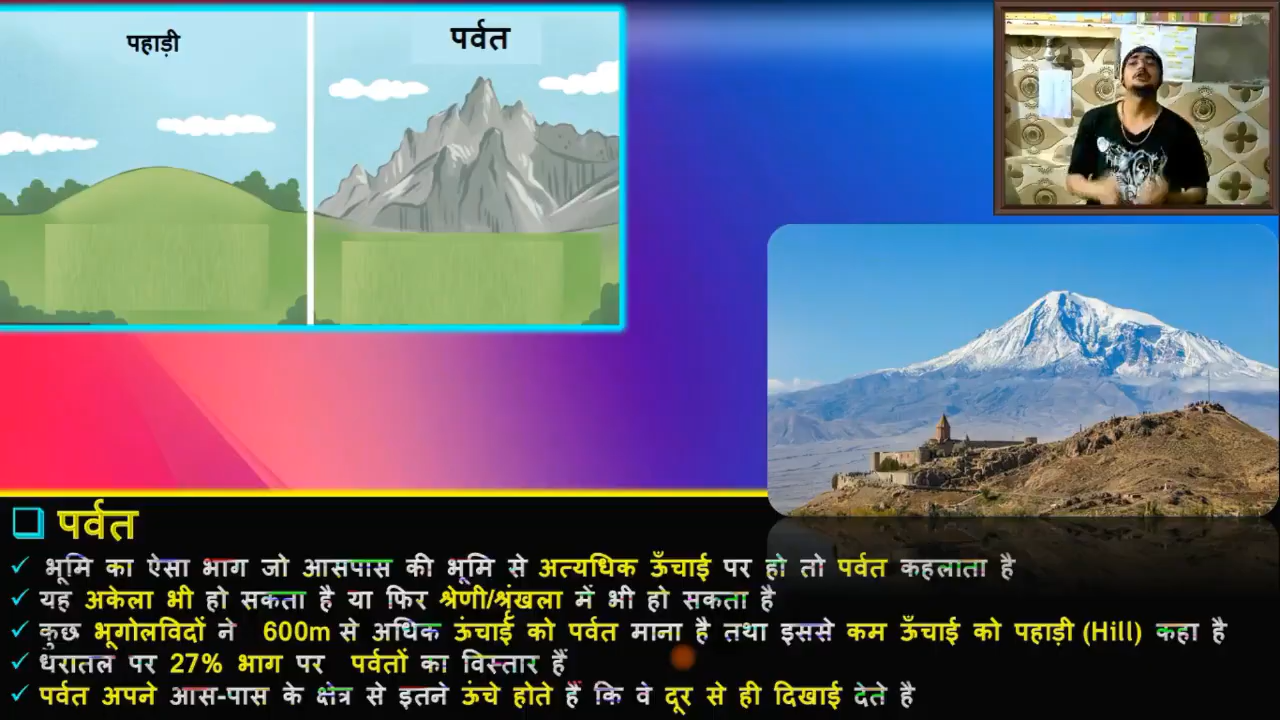 पहाड़ी
पर्वत
पर्वत
भूमि का ऐसा भाग जो आसपास की भूमि से अत्यधिक ऊँचाई पर हो तो पर्वत कहलाता है
यह अकेला भी हो सकता है या फिर श्रेणी/श्रृंखला में भी हो सकता है
कुछ भूगोलविदों ने 600m से अधिक ऊंचाई को पर्वत माना है तथा इससे कम ऊँचाई को पहाड़ी (Hill) कहा है
धरातल पर 27% भाग पर पर्वतों का विस्तार हैं
पर्वत अपने आस-पास के क्षेत्र से इतने ऊंचे होते हैं कि वे दूर से ही दिखाई देते है